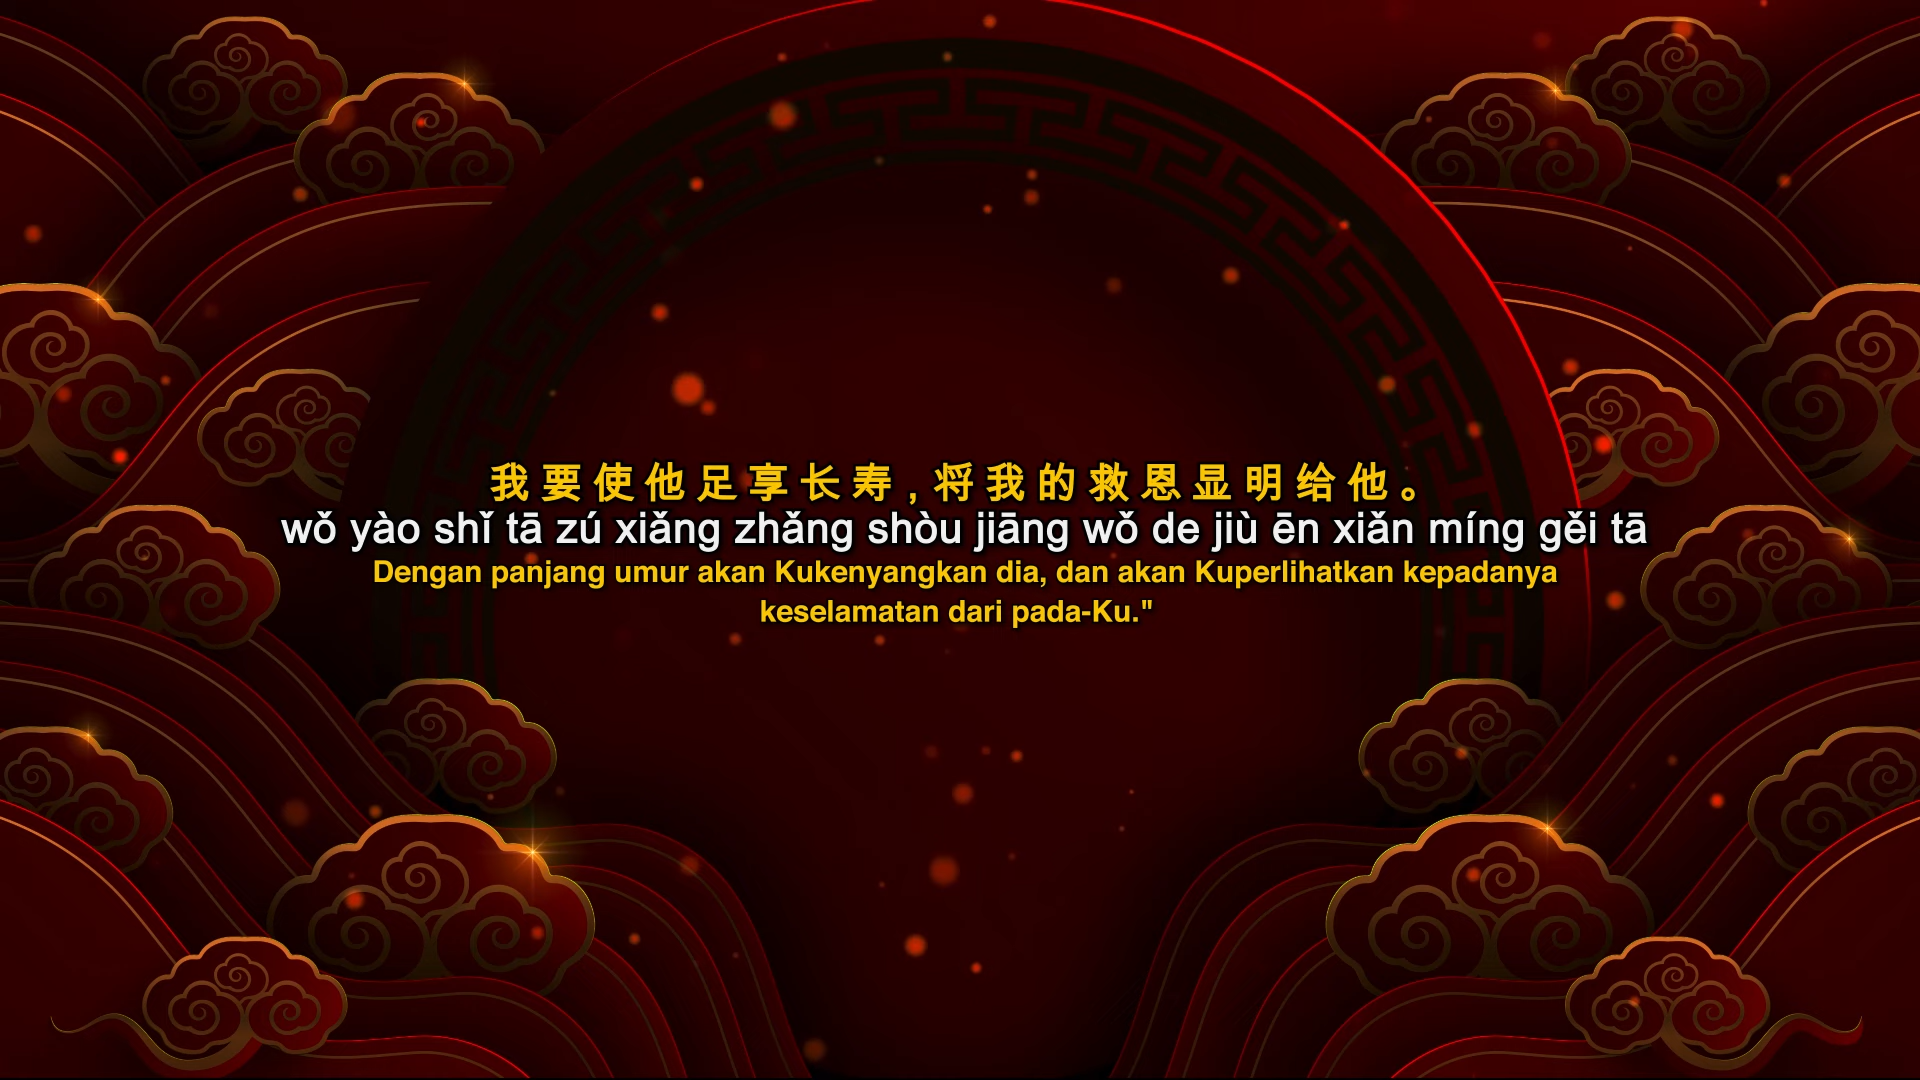 我要使他足享长寿,将我的救恩显明给他。
wǒ yào shǐ tā zú xiǎng zhǎng shòu jiāng wǒ de jiù ēn xiǎn míng gěi tā
Dengan panjang umur akan Kukenyangkan dia, dan akan Kuperlihatkan kepadanya
keselamatan dari pada-Ku."